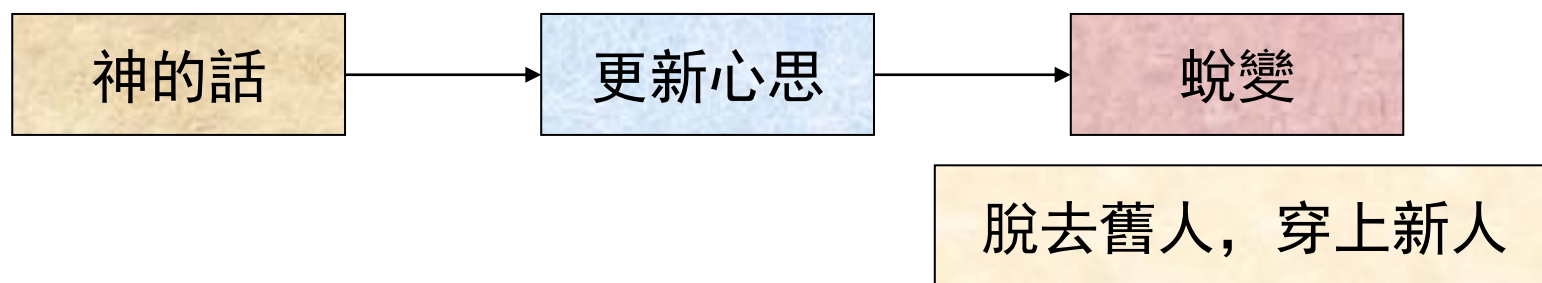 神的話
更新心思
蛻變
脫去舊人，穿上新人